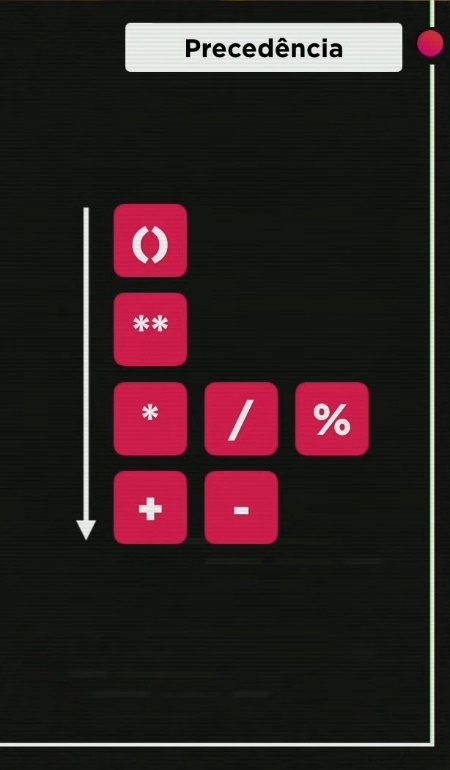 Precedência
()
**
* / %
+ -